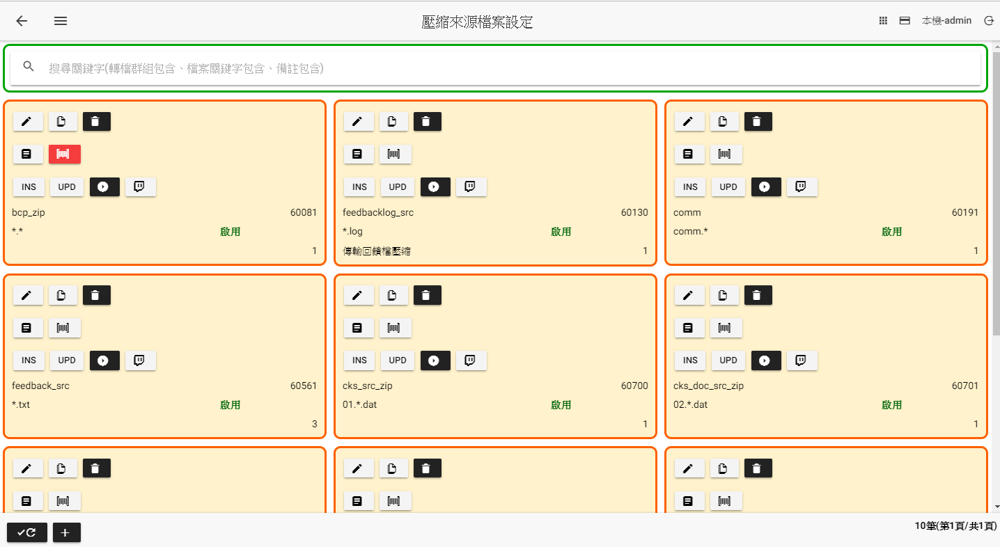 壓縮來源檔案設定
本機-admin
搜尋關鍵字(轉檔群組包含、檔案關鍵字包含、備註包含)
INS UPD
bcp_zip 60081
*.* 啟用
1
INS UPD
feedbacklog_src 60130
*.log 啟用
傳輸回饋檔壓縮 1
INS UPD
comm 60191
comm.* 啟用
1
INS UPD
feedback_src 60561
*.txt 啟用
3
INS UPD
cks_src_zip 60700
01.*.dat 啟用
1
INS UPD
cks_doc_src_zip 60701
02.*.dat 啟用
1
10筆(第1頁/共1頁)